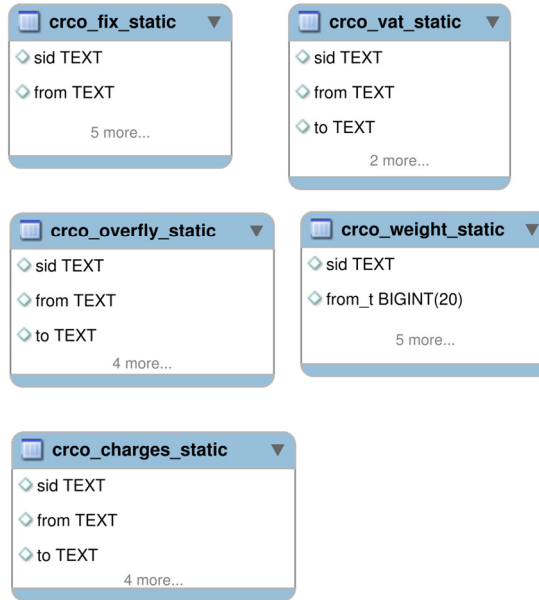 crco_fix_static
sid TEXT
from TEXT
5 more...
crco_vat_static
sid TEXT
from TEXT
to TEXT
2 more...
crco_overfly_static
sid TEXT
from TEXT
to TEXT
4 more...
crco_weight_static
sid TEXT
from_t BIGINT(20)
5 more...
crco_charges_static
sid TEXT
from TEXT
to TEXT
4 more...